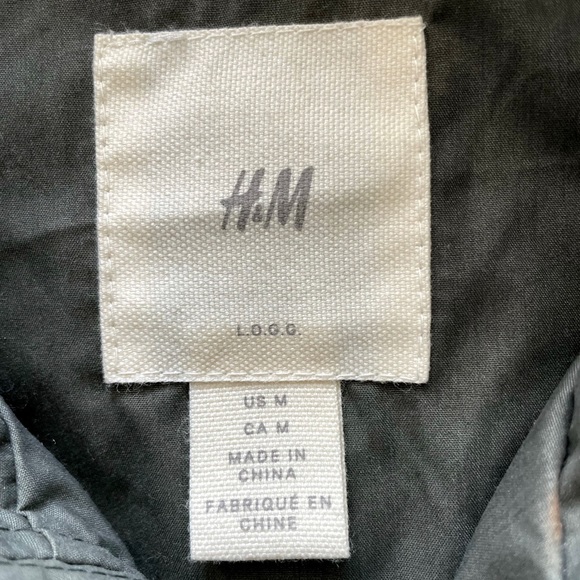 H&M
L.O.G.G.
US M
CA M
MADE IN
CHINA
FABRIQUÉ EN
CHINE